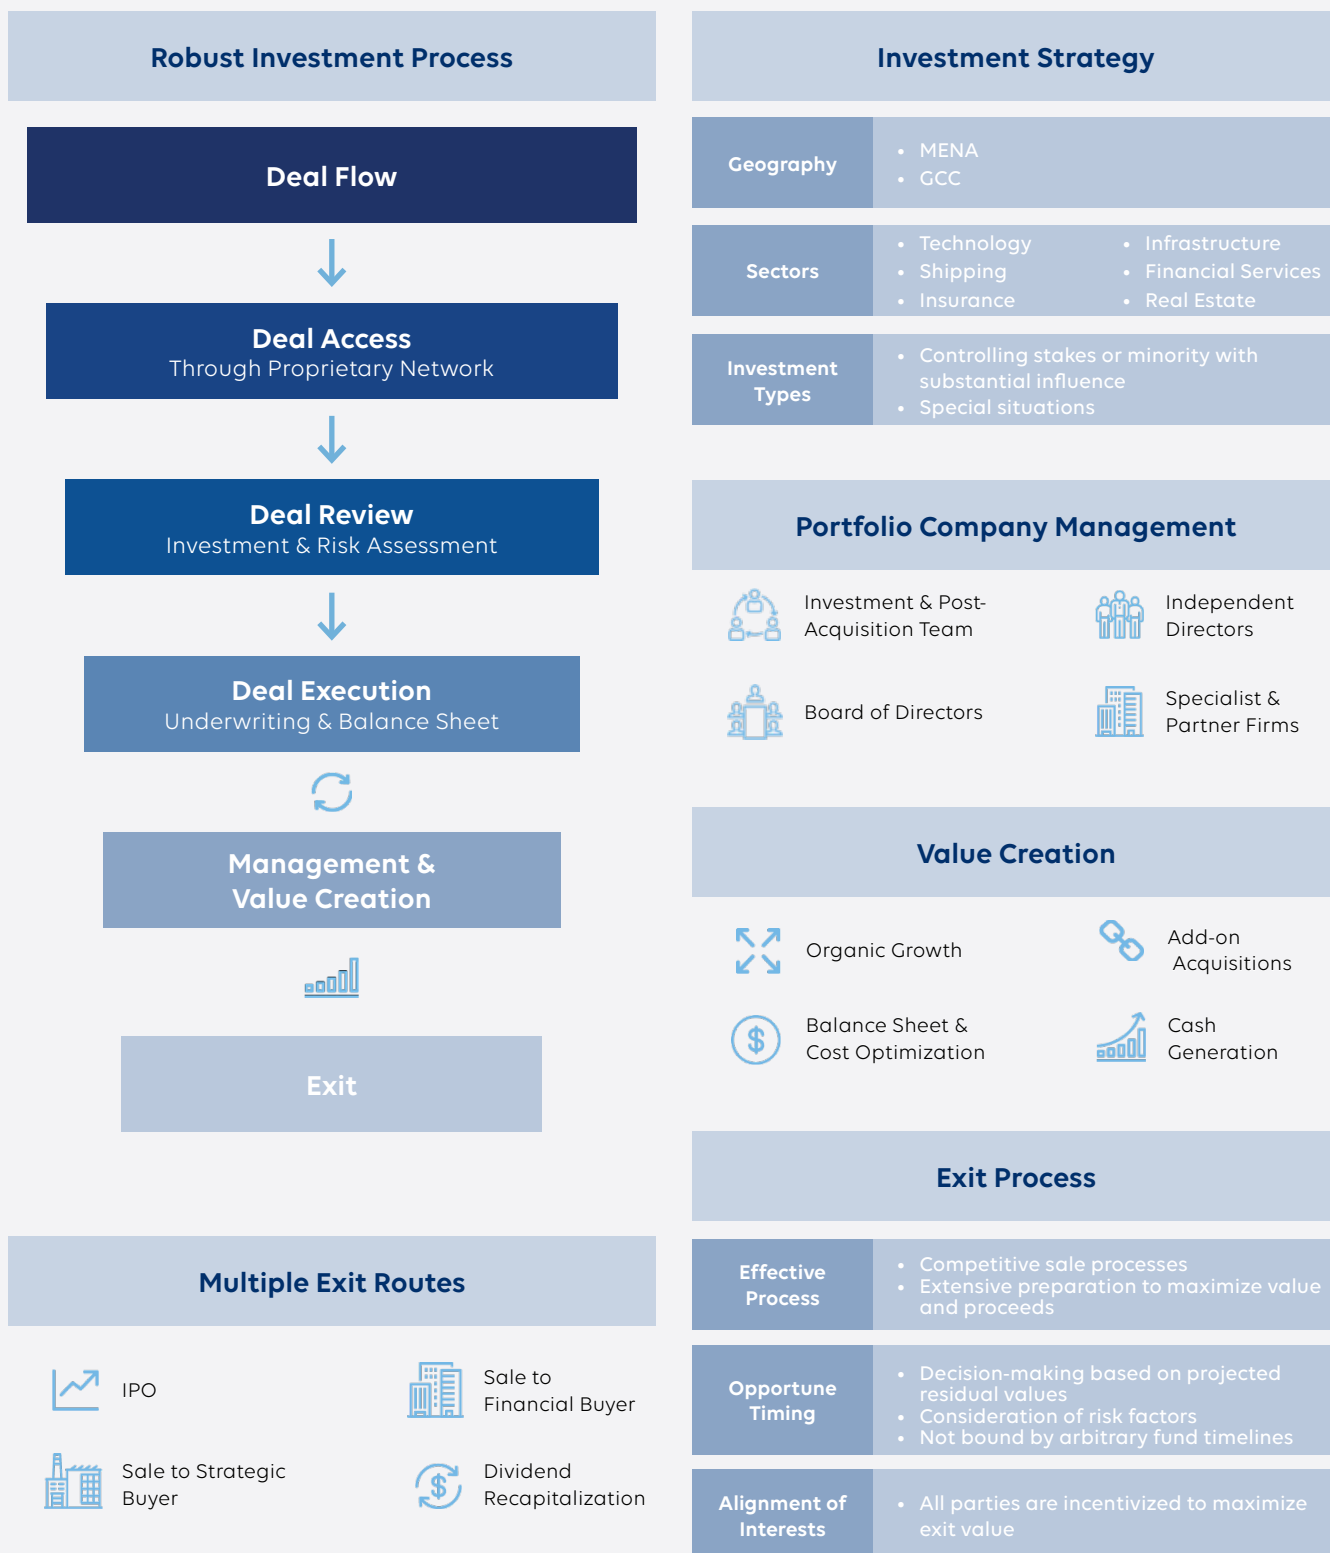 Robust Investment Process
Deal Flow
Deal Access
Through Proprietary Network
Deal Review
Investment & Risk Assessment
Deal Execution
Underwriting & Balance Sheet
Management &
Value Creation
Exit
Multiple Exit Routes
IPO
Sale to
Financial Buyer
Sale to Strategic
Buyer
Dividend
Recapitalization
Investment Strategy
Geography
• MENA
• GCC
Sectors
• Technology
• Shipping
• Insurance
• Infrastructure
• Financial Services
• Real Estate
Investment
Types
• Controlling stakes or minority with
substantial influence
• Special situations
Portfolio Company Management
Investment & Post-
Acquisition Team
Independent
Directors
Board of Directors
Specialist &
Partner Firms
Value Creation
Organic Growth
Add-on
Acquisitions
Balance Sheet &
Cost Optimization
Cash
Generation
Exit Process
Effective
Process
• Competitive sale processes
• Extensive preparation to maximize value
and proceeds
Opportune
Timing
• Decision-making based on projected
residual values
• Consideration of risk factors
• Not bound by arbitrary fund timelines
Alignment of
Interests
• All parties are incentivized to maximize
exit value